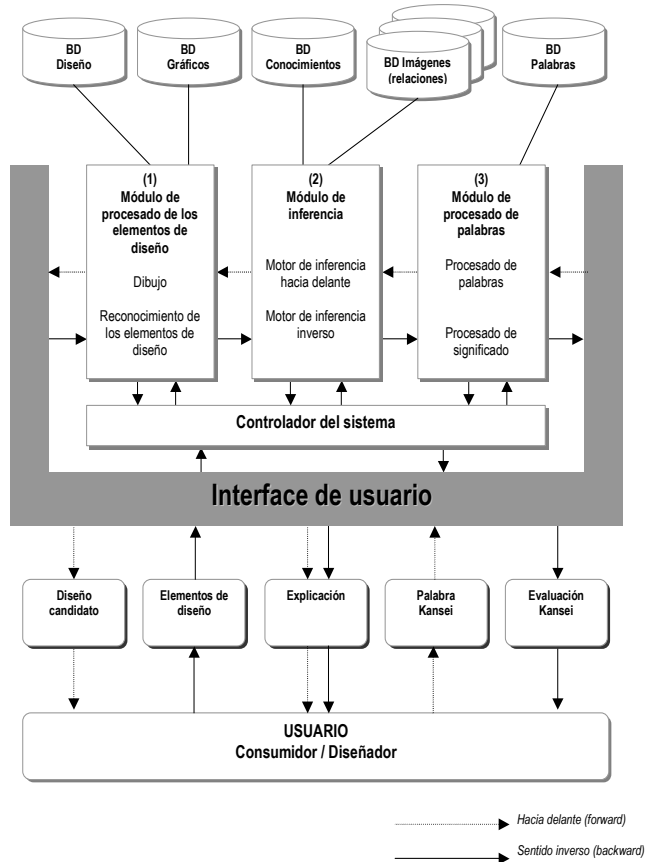 BD
Diseño
BD
Gráficos
BD
Conocimientos
BD Imágenes
(relaciones)
BD
Palabras
(1)
Módulo de
procesado de los
elementos de
diseño
Dibujo
Reconocimiento de
los elementos de
diseño
(2)
Módulo de
inferencia
Motor de inferencia
hacia delante
Motor de inferencia
inverso
(3)
Módulo de
procesado de
palabras
Procesado de
palabras
Procesado de
significado
Controlador del sistema
Interface de usuario
Diseño
candidato
Elementos de
diseño
Explicación
Palabra
Kansei
Evaluación
Kansei
USUARIO
Consumidor / Diseñador
Hacia delante (forward)
Sentido inverso (backward)